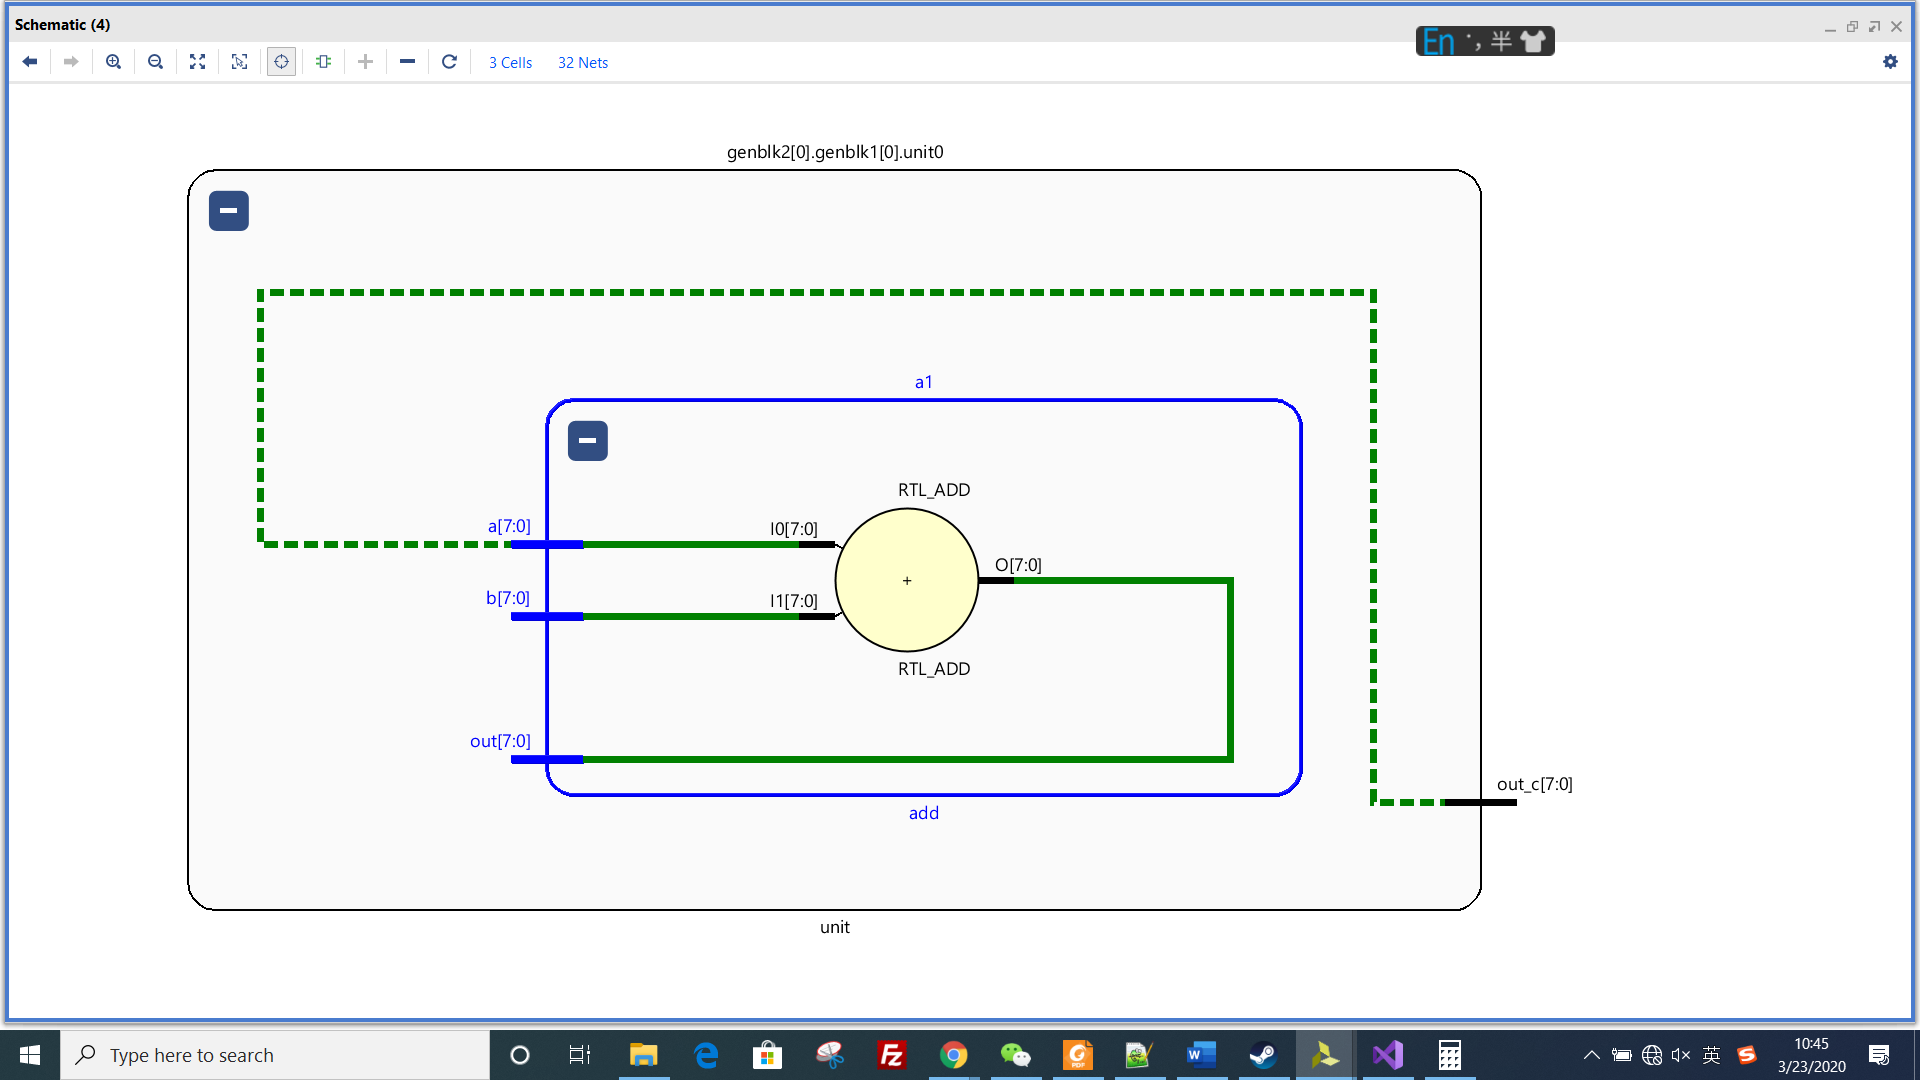 Schematic (4)
En ·, 半
3 Cells 32 Nets
genblk2[0].genblk1[0].unit0
a1
RTL_ADD
a[7:0] I0[7:0]
O[7:0]
+
b[7:0] I1[7:0]
RTL_ADD
out[7:0]
out_c[7:0]
add
unit
Type here to search
英
10:45
3/23/2020